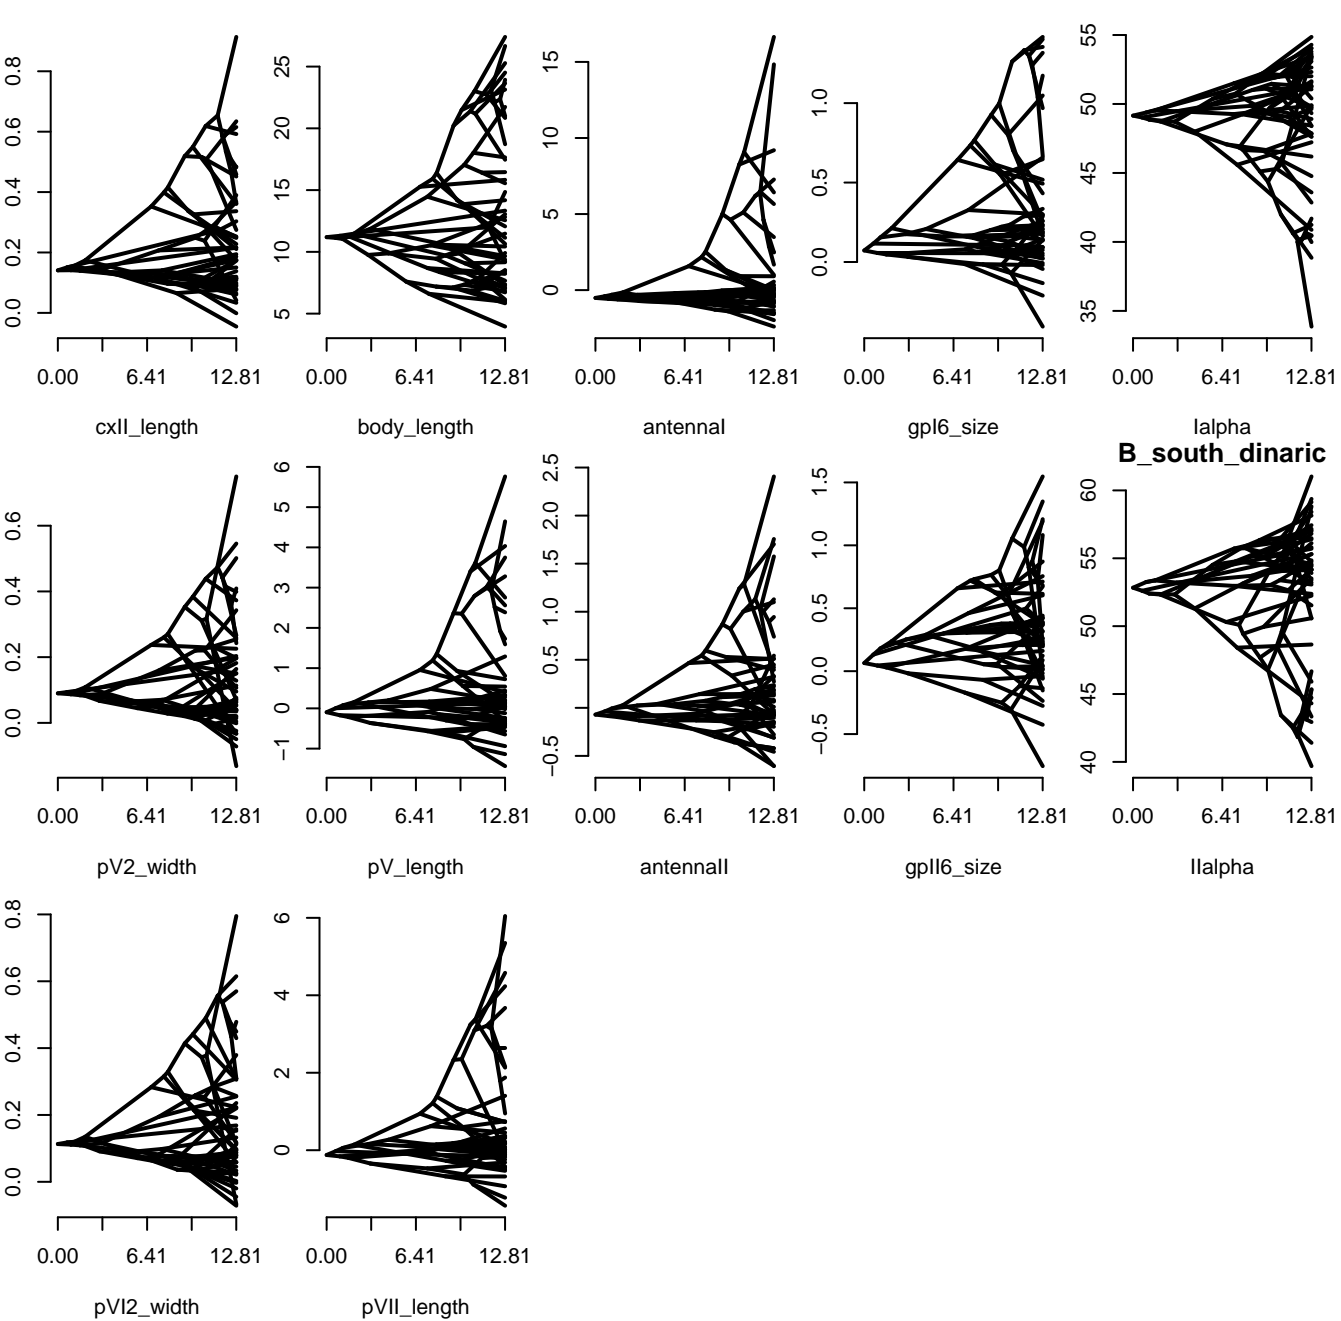 0.0 0.2 0.4 0.6 0.8
0.00 6.41 12.81
cxII_length
5 10 15 20 25
0.00 6.41 12.81
body_length
0 5 10 15
0.00 6.41 12.81
antennaI
0.0 0.5 1.0
0.00 6.41 12.81
gpI6_size
35 40 45 50 55
0.00 6.41 12.81
Ialpha
B_south_dinaric
0.0 0.2 0.4 0.6
0.00 6.41 12.81
pV2_width
−1 0 1 2 3 4 5 6
0.00 6.41 12.81
pV_length
−0.5 0.5 1.0 1.5 2.0 2.5
0.00 6.41 12.81
antennaII
−0.5 0.0 0.5 1.0 1.5
0.00 6.41 12.81
gpII6_size
40 45 50 55 60
0.00 6.41 12.81
IIalpha
0.0 0.2 0.4 0.6 0.8
0.00 6.41 12.81
pVI2_width
0 2 4 6
0.00 6.41 12.81
pVII_length